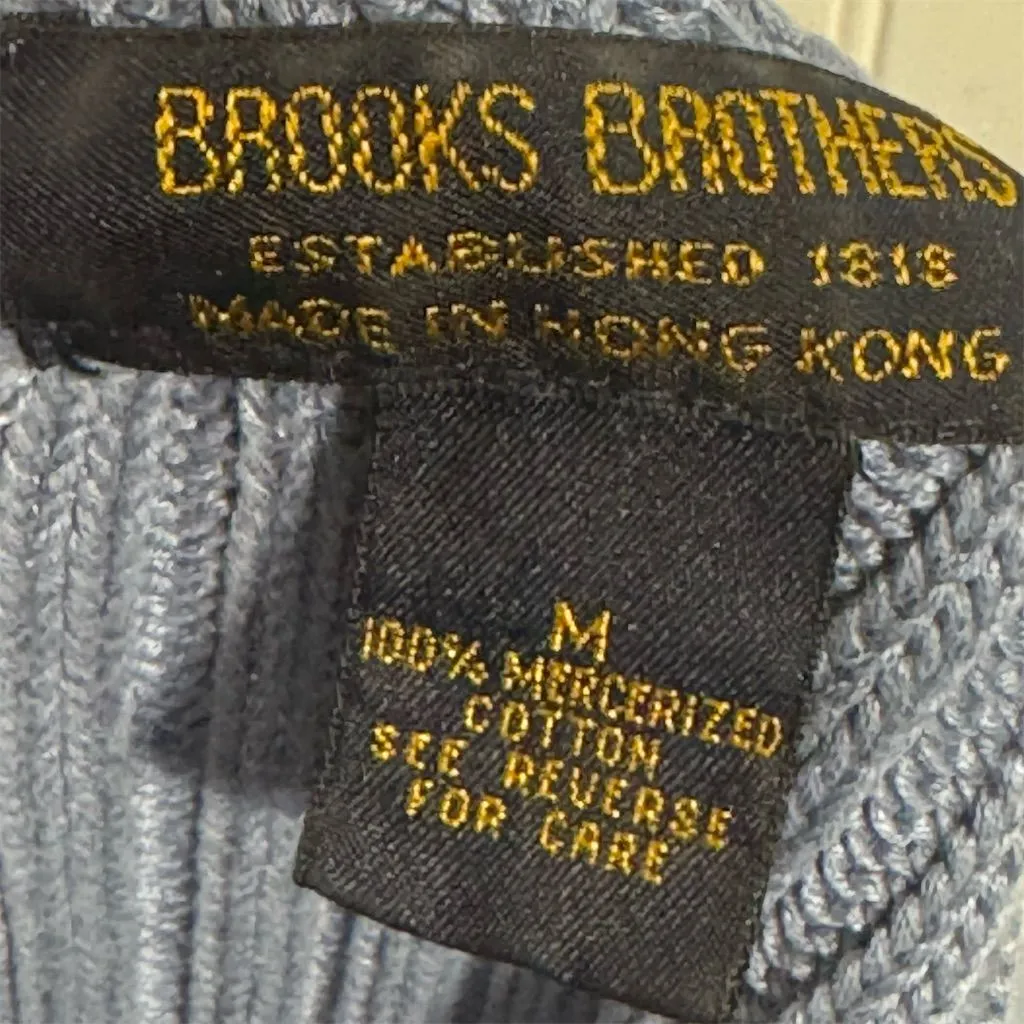 BROOKS BROTHERS
ESTABLISHED 1818
MADE IN HONG KONG
M
100% MERCERIZED
COTTON
SEE REVERSE
FOR CARE